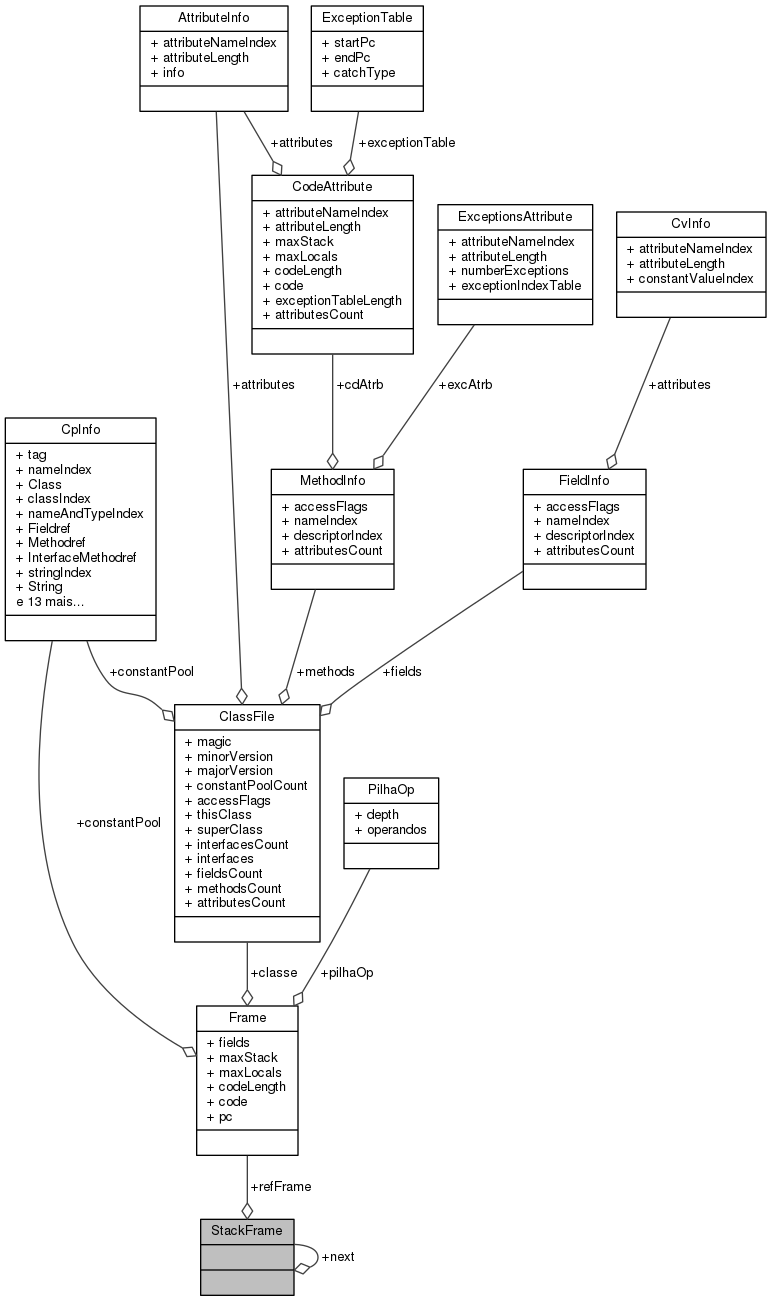 AttributeInfo
+ attributeNameIndex
+ attributeLength
+ info
ExceptionTable
+ startPc
+ endPc
+ catchType
+attributes
+exceptionTable
CodeAttribute
+ attributeNameIndex
+ attributeLength
+ maxStack
+ maxLocals
+ codeLength
+ code
+ exceptionTableLength
+ attributesCount
ExceptionsAttribute
+ attributeNameIndex
+ attributeLength
+ numberExceptions
+ exceptionIndexTable
CvInfo
+ attributeNameIndex
+ attributeLength
+ constantValueIndex
+attributes
+cdAtrb
+excAtrb
+attributes
CpInfo
+ tag
+ nameIndex
+ Class
+ classIndex
+ nameAndTypeIndex
+ Fieldref
+ Methodref
+ InterfaceMethodref
+ stringIndex
+ String
e 13 mais...
MethodInfo
+ accessFlags
+ nameIndex
+ descriptorIndex
+ attributesCount
FieldInfo
+ accessFlags
+ nameIndex
+ descriptorIndex
+ attributesCount
+constantPool
+methods
+fields
ClassFile
+ magic
+ minorVersion
+ majorVersion
+ constantPoolCount
+ accessFlags
+ thisClass
+ superClass
+ interfacesCount
+ interfaces
+ fieldsCount
+ methodsCount
+ attributesCount
PilhaOp
+ depth
+ operandos
+constantPool
+classe
+pilhaOp
Frame
+ fields
+ maxStack
+ maxLocals
+ codeLength
+ code
+ pc
+refFrame
StackFrame
+next